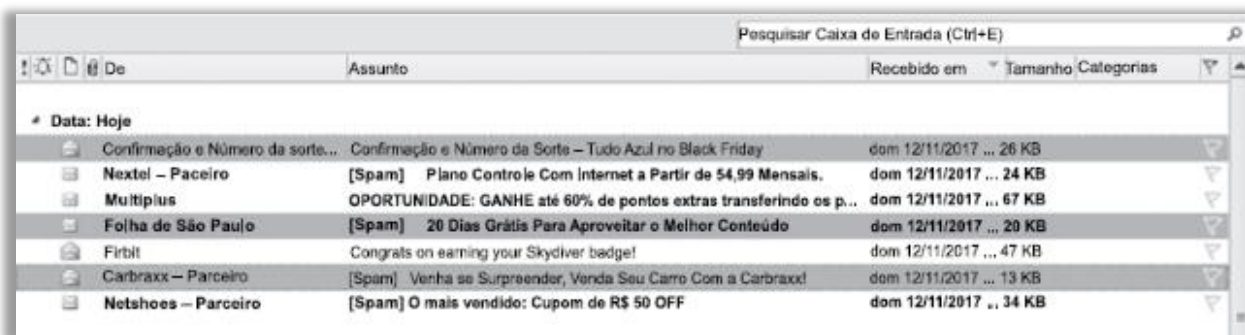 Pesquisar Caixa de Entrada (Ctrl+E)
De Assunto Recebido em Tamanho Categorias
Data: Hoje
Confirmação e Número da sorte... Confirmação e Número da Sorte – Tudo Azul no Black Friday dom 12/11/2017 ... 26 KB
Nextel – Paceiro [Spam] Plano Controle Com Internet a Partir de 54,99 Mensais. dom 12/11/2017 ... 24 KB
Multiplus OPORTUNIDADE: GANHE até 60% de pontos extras transferindo os p... dom 12/11/2017 ... 67 KB
Folha de São Paulo [Spam] 20 Dias Grátis Para Aproveitar o Melhor Conteúdo dom 12/11/2017 ... 20 KB
Firbit Congrats on earning your Skydiver badge! dom 12/11/2017 ... 47 KB
Carbraxx – Parceiro [Spam] Venha se Surpreender, Venda Seu Carro Com a Carbraxx! dom 12/11/2017 ... 13 KB
Netshoes – Parceiro [Spam] O mais vendido: Cupom de R$ 50 OFF dom 12/11/2017 ... 34 KB